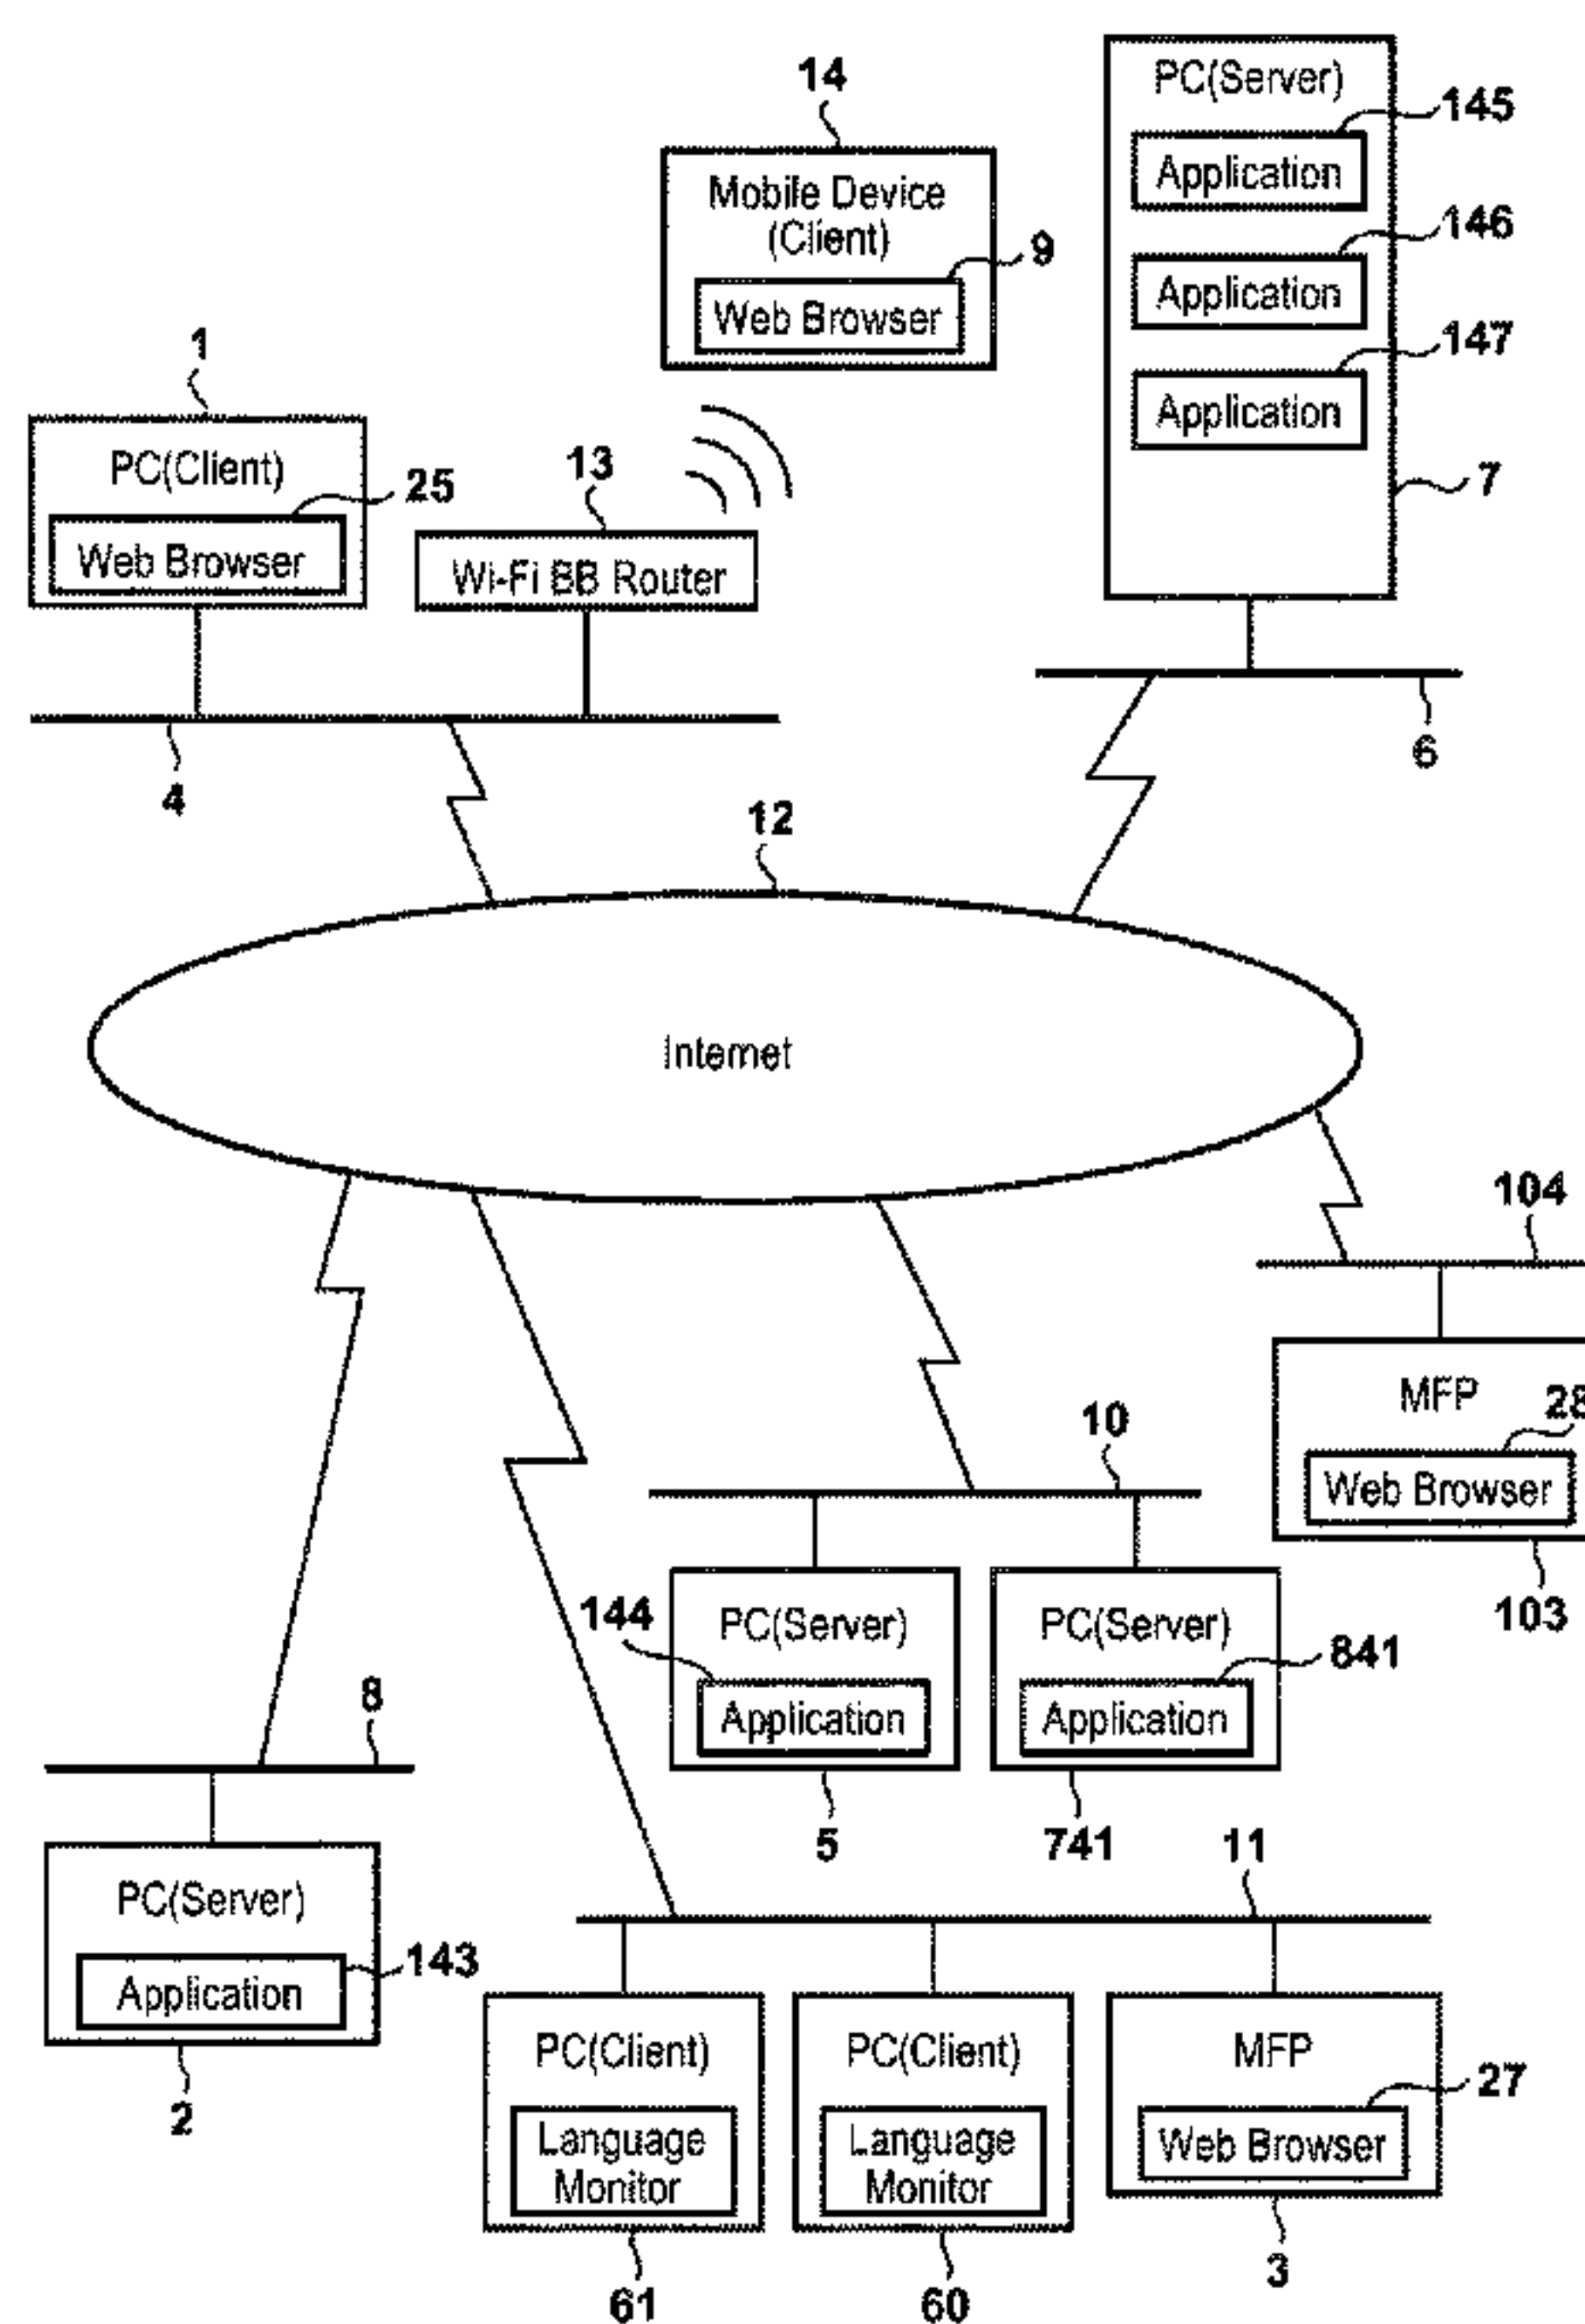 14
Mobile Device
(Client)
9
Web Browser
PC(Server)
145
Application
146
Application
147
Application
7
6
1
PC(Client)
25
Web Browser
13
Wi-Fi BB Router
4
12
Internet
104
MFP
28
Web Browser
103
10
PC(Server)
144
Application
5
PC(Server)
841
Application
741
8
PC(Server)
143
Application
2
11
PC(Client)
Language
Monitor
61
PC(Client)
Language
Monitor
60
MFP
27
Web Browser
3